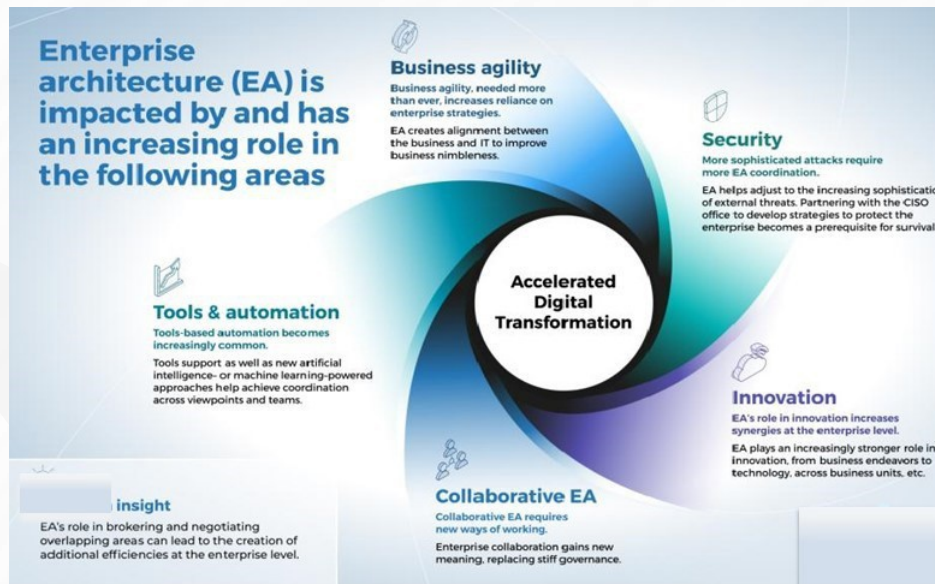 Enterprise
architecture (EA) is
impacted by and has
an increasing role in
the following areas
Business agility
Business agility, needed more
than ever, increases reliance on
enterprise strategies.
EA creates alignment between
the business and IT to improve
business nimbleness.
Security
More sophisticated attacks require
more EA coordination.
EA helps adjust to the increasing sophisticatio
of external threats. Partnering with the CISO
office to develop strategies to protect the
enterprise becomes a prerequisite for survival
Accelerated
Digital
Transformation
Tools & automation
Tools-based automation becomes
increasingly common.
Tools support as well as new artificial
intelligence- or machine learning-powered
approaches help achieve coordination
across viewpoints and teams.
Innovation
EA's role in innovation increases
synergies at the enterprise level.
EA plays an increasingly stronger role in
innovation, from business endeavors to
technology, across business units, etc.
Collaborative EA
Collaborative EA requires
new ways of working.
Enterprise collaboration gains new
meaning, replacing stiff governance.
insight
EA's role in brokering and negotiating
overlapping areas can lead to the creation of
additional efficiencies at the enterprise level.